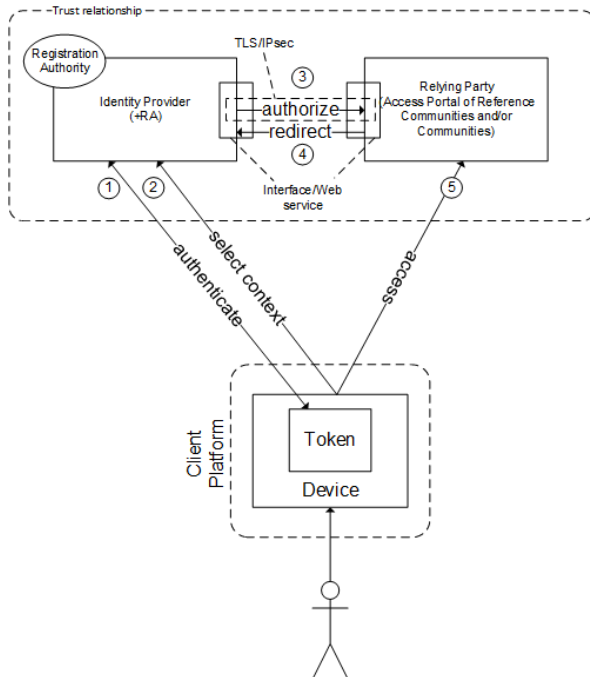 Trust relationship
Registration
Authority
TLS/IPsec
3
Identity Provider
(+RA)
authorize
redirect
Relying Party
(Access Portal of Reference
Communities and/or
Communities)
4
1
2
Interface/Web
service
5
authenticate
select context
access
Client
Platform
Token
Device